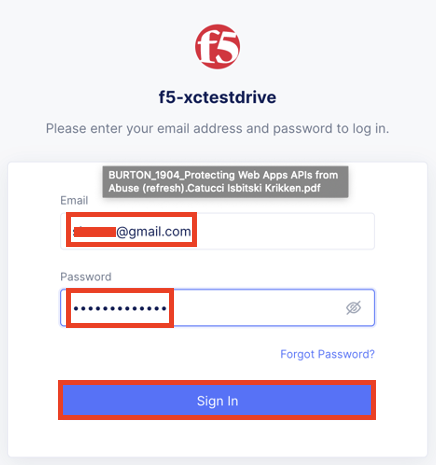 f5
f5-xctestdrive
Please enter your email address and password to log in.
BURTON_1904_Protecting Web Apps APIs from
Abuse (refresh).Catucci Isbitski Krikken.pdf
Email
@gmail.com
Password
•••••••••••••
Forgot Password?
Sign In